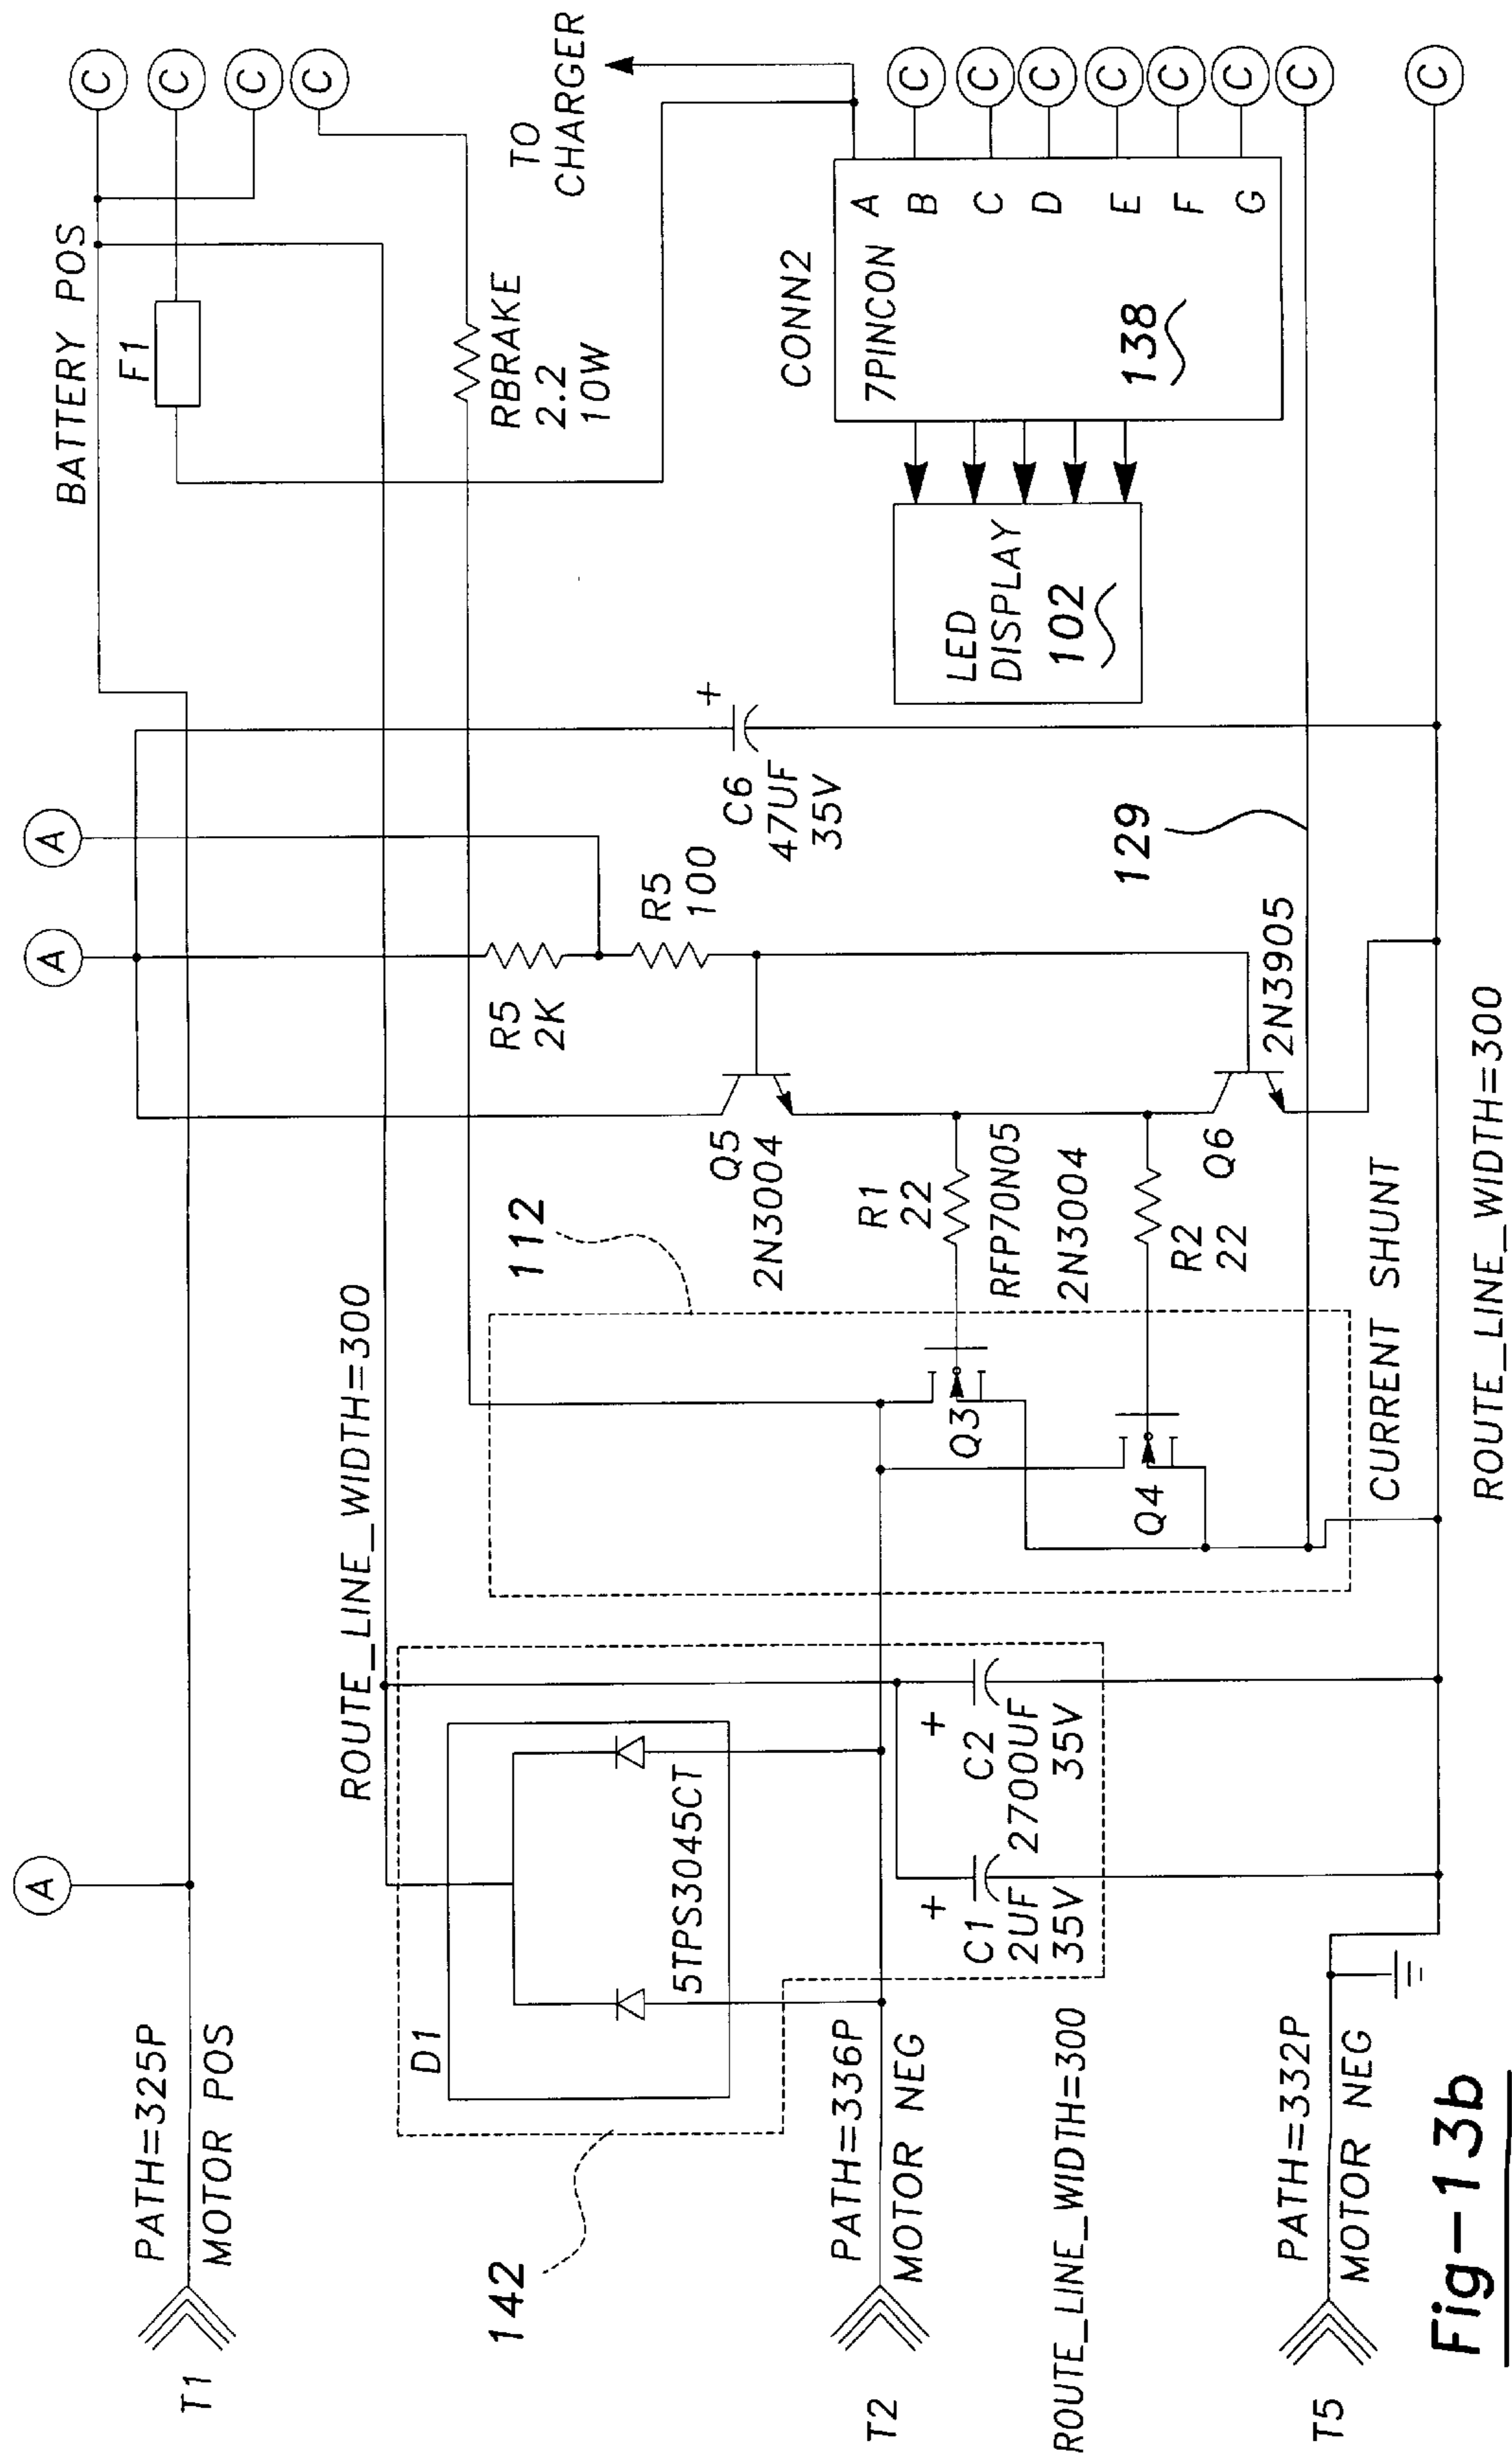 A
A
A
PATH=325P
MOTOR POS
T1
BATTERY POS
C
C
C
C
F1
ROUTE_LINE_WIDTH=300
RBRAKE
2.2
10W
TO
CHARGER
142
D1
5TPS3045CT
112
R5
2K
R5
100
C6
47UF
35V
+
Q5
2N3004
R1
22
RFP70N05
2N3004
R2
22
Q6
2N3905
Q3
Q4
CONN2
7PINCON
A
B
C
D
E
F
G
138
C
C
C
C
C
C
C
C
LED
DISPLAY
102
129
PATH=336P
MOTOR NEG
T2
+
C1
2UF
35V
+
C2
2700UF
35V
ROUTE_LINE_WIDTH=300
CURRENT SHUNT
PATH=332P
MOTOR NEG
T5
ROUTE_LINE_WIDTH=300
Fig-13b